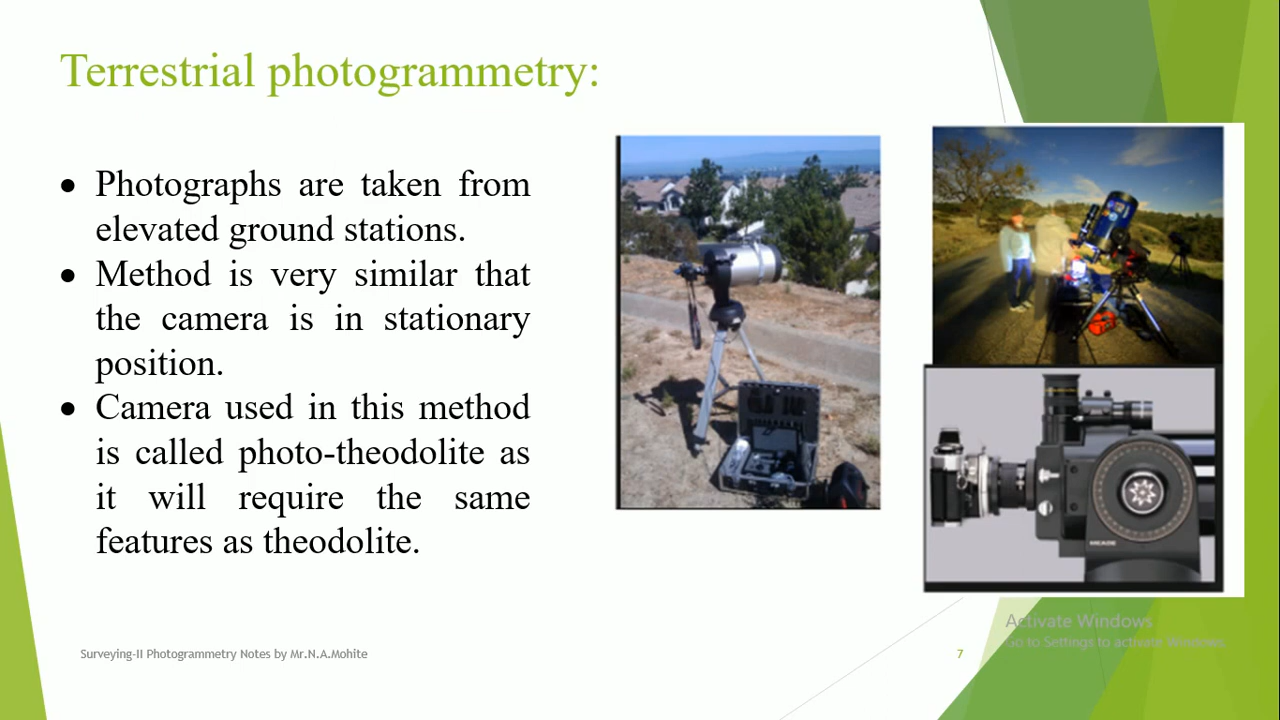 Terrestrial photogrammetry:
• Photographs are taken from
elevated ground stations.
• Method is very similar that
the camera is in stationary
position.
• Camera used in this method
is called photo-theodolite as
it will require the same
features as theodolite.
MEADE
Activate Windows
Go to Settings to activate Windows.
Surveying-II Photogrammetry Notes by Mr.N.A.Mohite
7